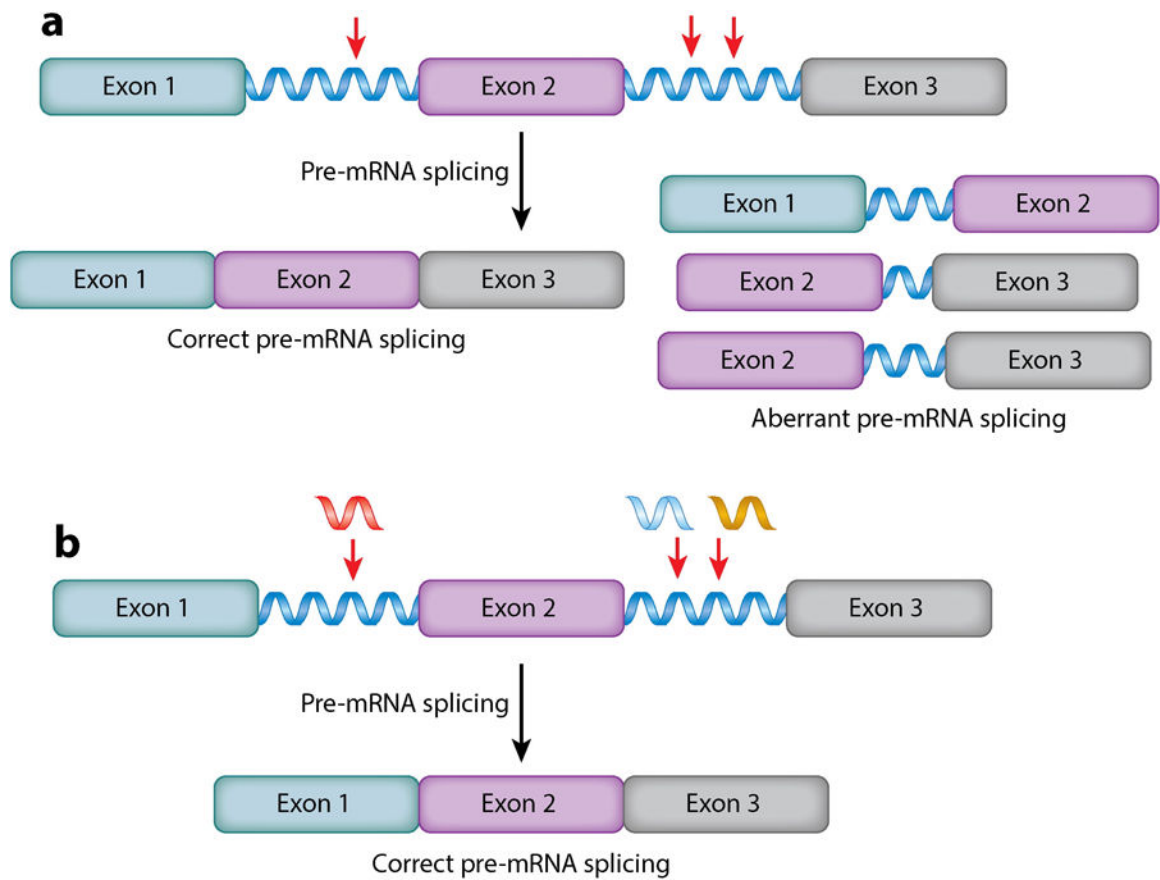 a
Exon 1 Exon 2 Exon 3
Pre-mRNA splicing
Exon 1 Exon 2 Exon 3
Correct pre-mRNA splicing
Exon 1 Exon 2
Exon 2 Exon 3
Exon 2 Exon 3
Aberrant pre-mRNA splicing
b
Exon 1 Exon 2 Exon 3
Pre-mRNA splicing
Exon 1 Exon 2 Exon 3
Correct pre-mRNA splicing